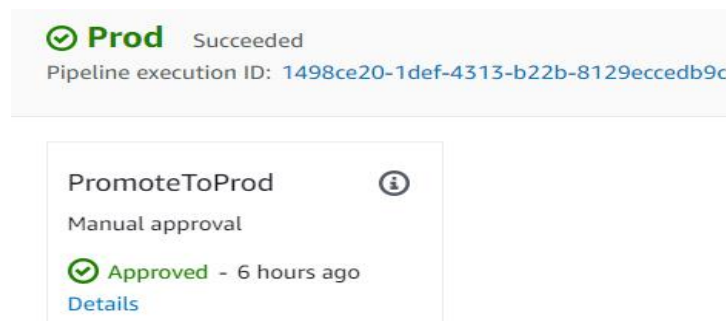 Prod Succeeded
Pipeline execution ID: 1498ce20-1def-4313-b22b-8129eccedb9c
PromoteToProd
Manual approval
Approved - 6 hours ago
Details